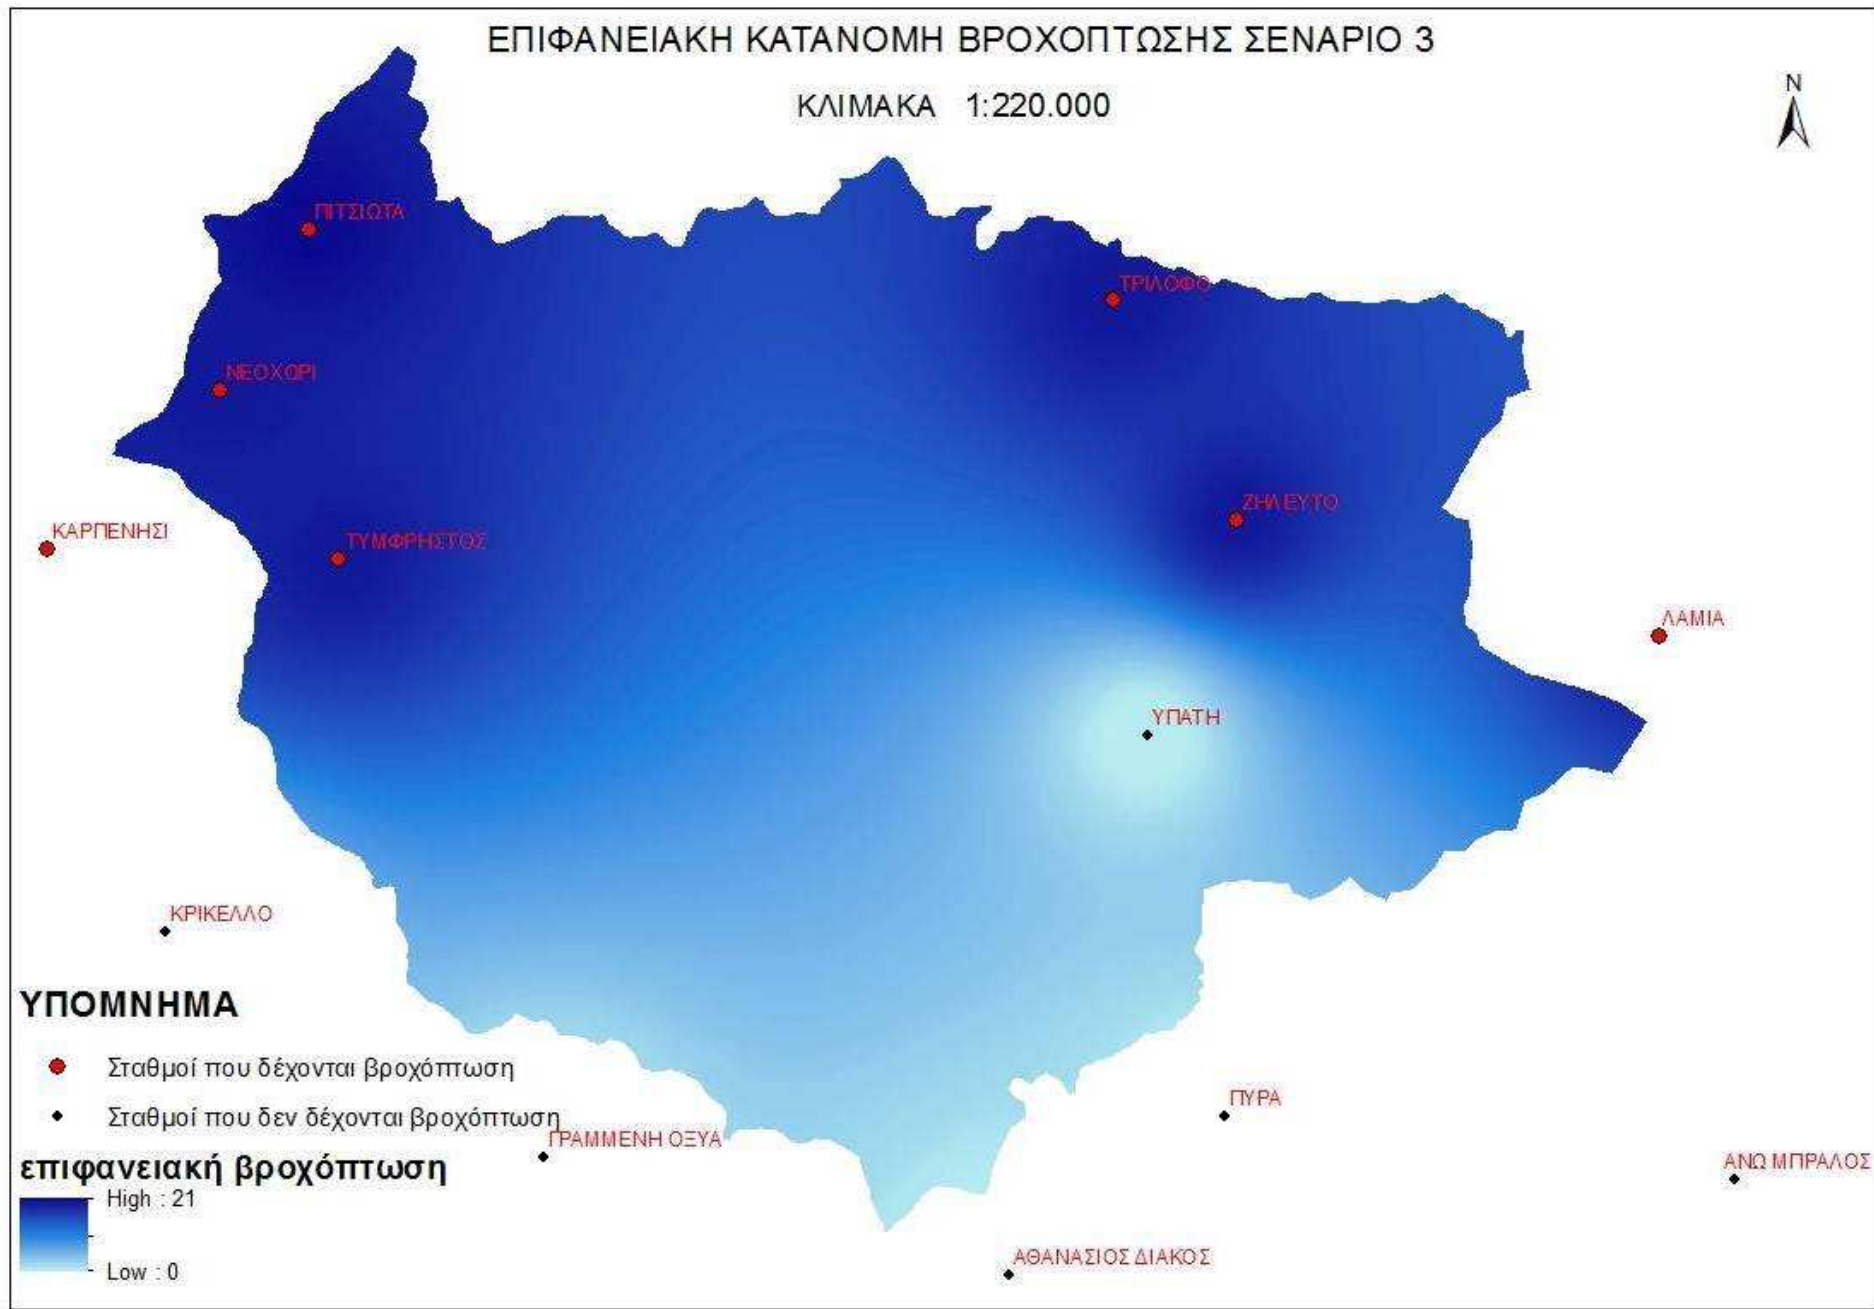 ΕΠΙΦΑΝΕΙΑΚΗ ΚΑΤΑΝΟΜΗ ΒΡΟΧΟΠΤΩΣΗΣ ΣΕΝΑΡΙΟ 3
ΚΛΙΜΑΚΑ 1:220.000
N
ΠΙΤΣΙΩΤΑ
ΤΡΙΛΟΦΟ
ΝΕΟΧΩΡΙ
ΖΗΛΕΥΤΟ
ΚΑΡΠΕΝΗΣΙ
ΤΥΜΦΡΗΣΤΟΣ
ΛΑΜΙΑ
ΥΠΑΤΗ
ΚΡΙΚΕΛΛΟ
ΥΠΟΜΝΗΜΑ
Σταθμοί που δέχονται βροχόπτωση
Σταθμοί που δεν δέχονται βροχόπτωση
ΠΥΡΑ
ΓΡΑΜΜΕΝΗ ΟΞΥΑ
ΑΝΩ ΜΠΡΑΛΟΣ
επιφανειακή βροχόπτωση
High : 21
Low : 0
ΑΘΑΝΑΣΙΟΣ ΔΙΑΚΟΣ